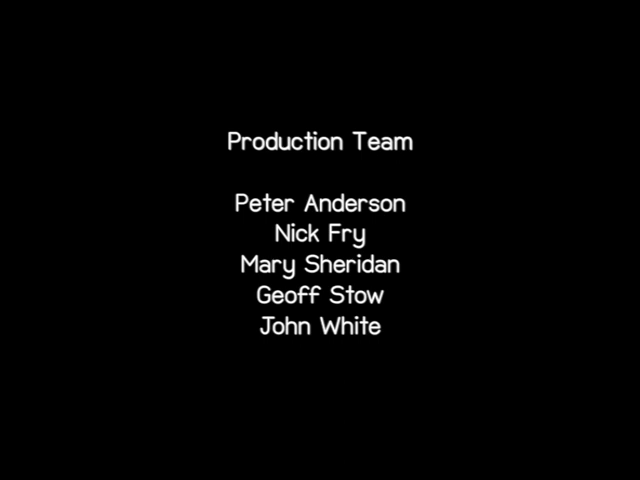 Production Team
Peter Anderson
Nick Fry
Mary Sheridan
Geoff Stow
John White